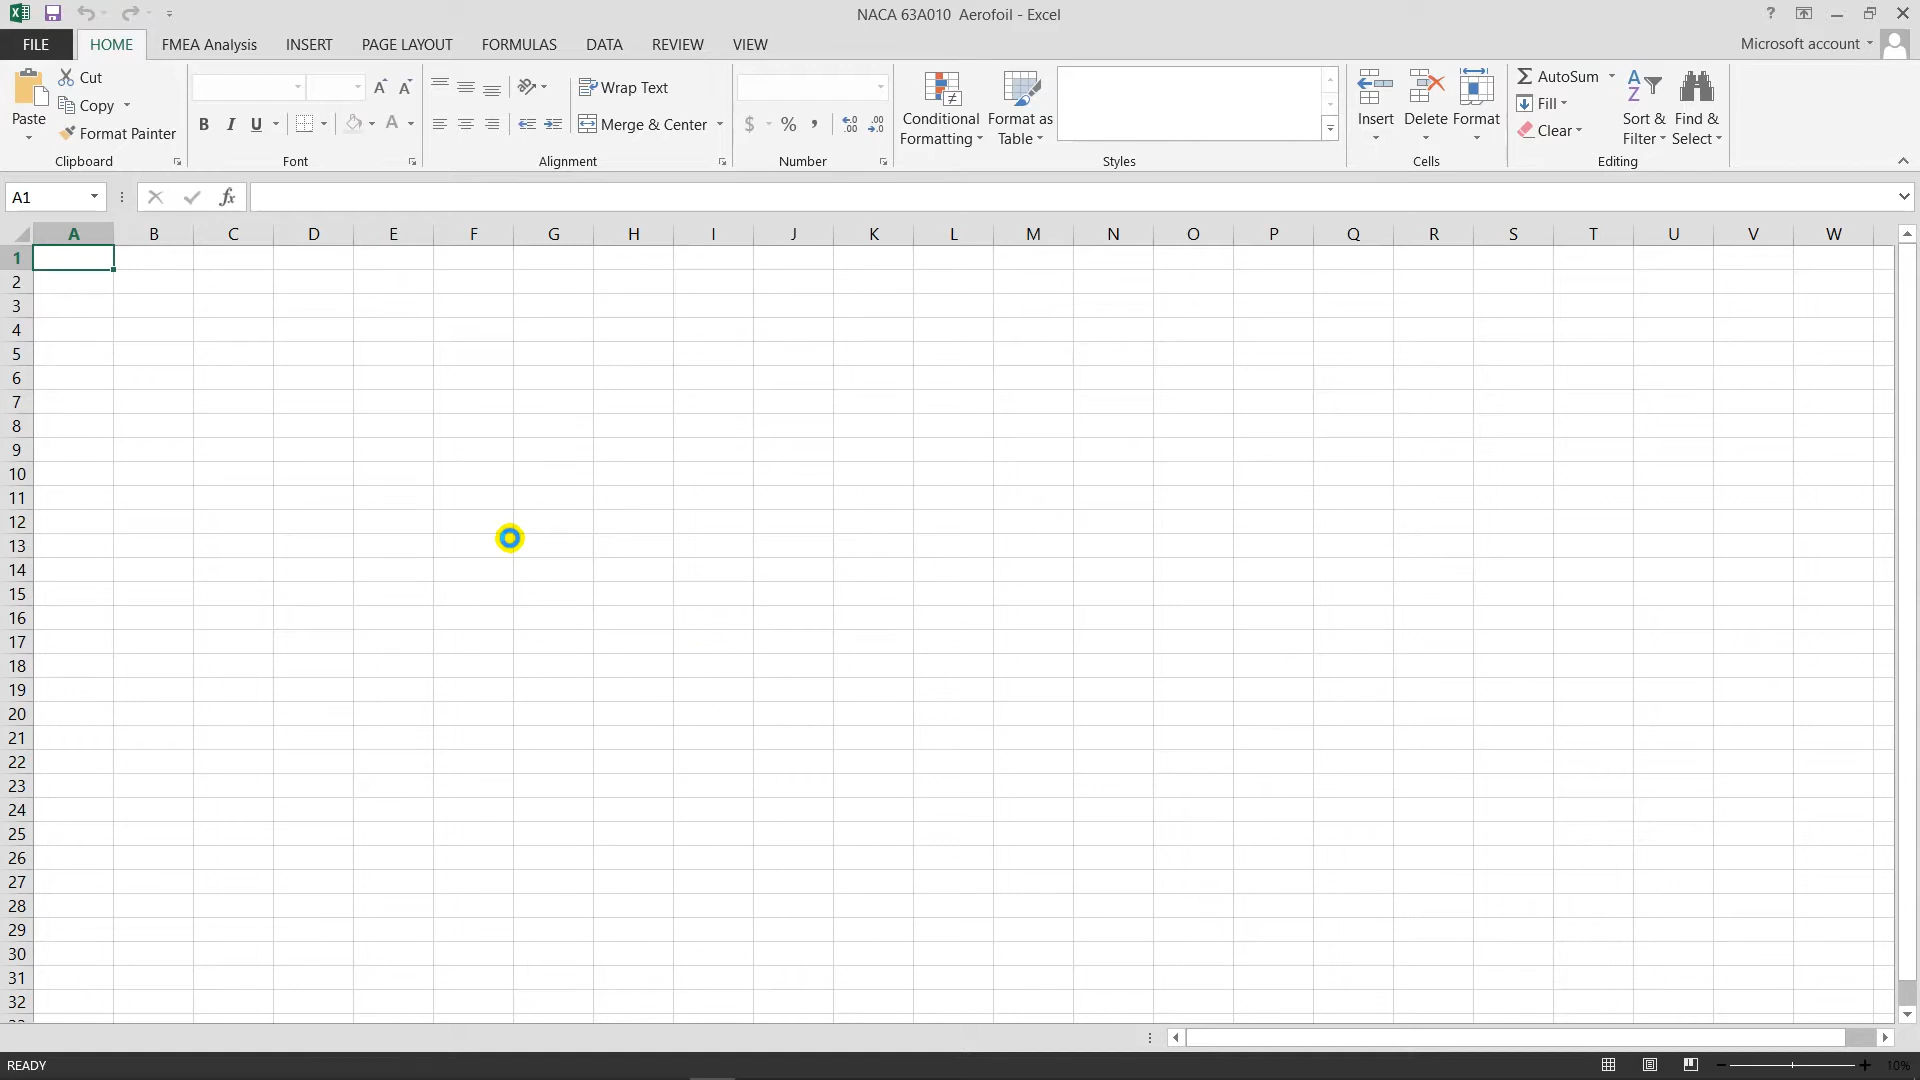 NACA 63A010  Aerofoil - Excel
?
FILE HOME FMEA Analysis INSERT PAGE LAYOUT FORMULAS DATA REVIEW VIEW Microsoft account
Paste Cut
Copy
Format Painter
Clipboard
B I U A
Font
Wrap Text
Merge & Center
Alignment
$ % ,
Number
Conditional Formatting
Format as Table
Styles
Insert Delete Format
Cells
AutoSum
Fill
Clear
Sort & Filter
Find & Select
Editing
A1 fx
A B C D E F G H I J K L M N O P Q R S T U V W
1
2
3
4
5
6
7
8
9
10
11
12
13
14
15
16
17
18
19
20
21
22
23
24
25
26
27
28
29
30
31
32
READY 10%